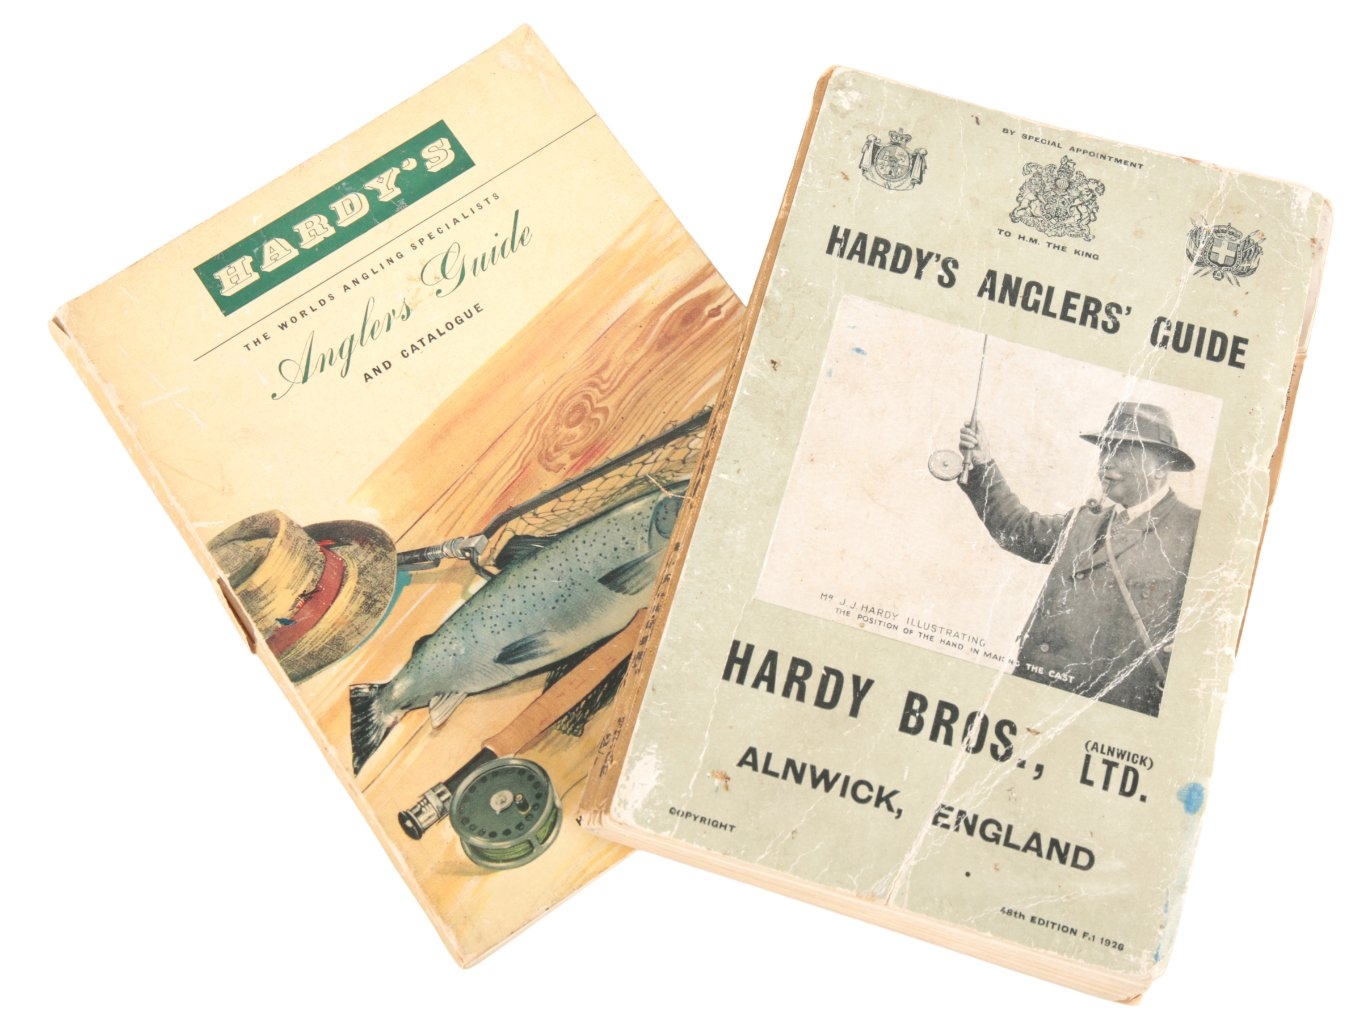 HARDY'S
THE WORLDS ANGLING SPECIALISTS
Anglers Guide
AND CATALOGUE
BY SPECIAL APPOINTMENT
TO H.M. THE KING
HARDY'S ANGLERS' GUIDE
MR J.J. HARDY ILLUSTRATING
THE POSITION OF THE HAND IN MAKING THE CAST
HARDY BROS., (ALNWICK) LTD.
ALNWICK, ENGLAND
COPYRIGHT
48th EDITION F.1 1926